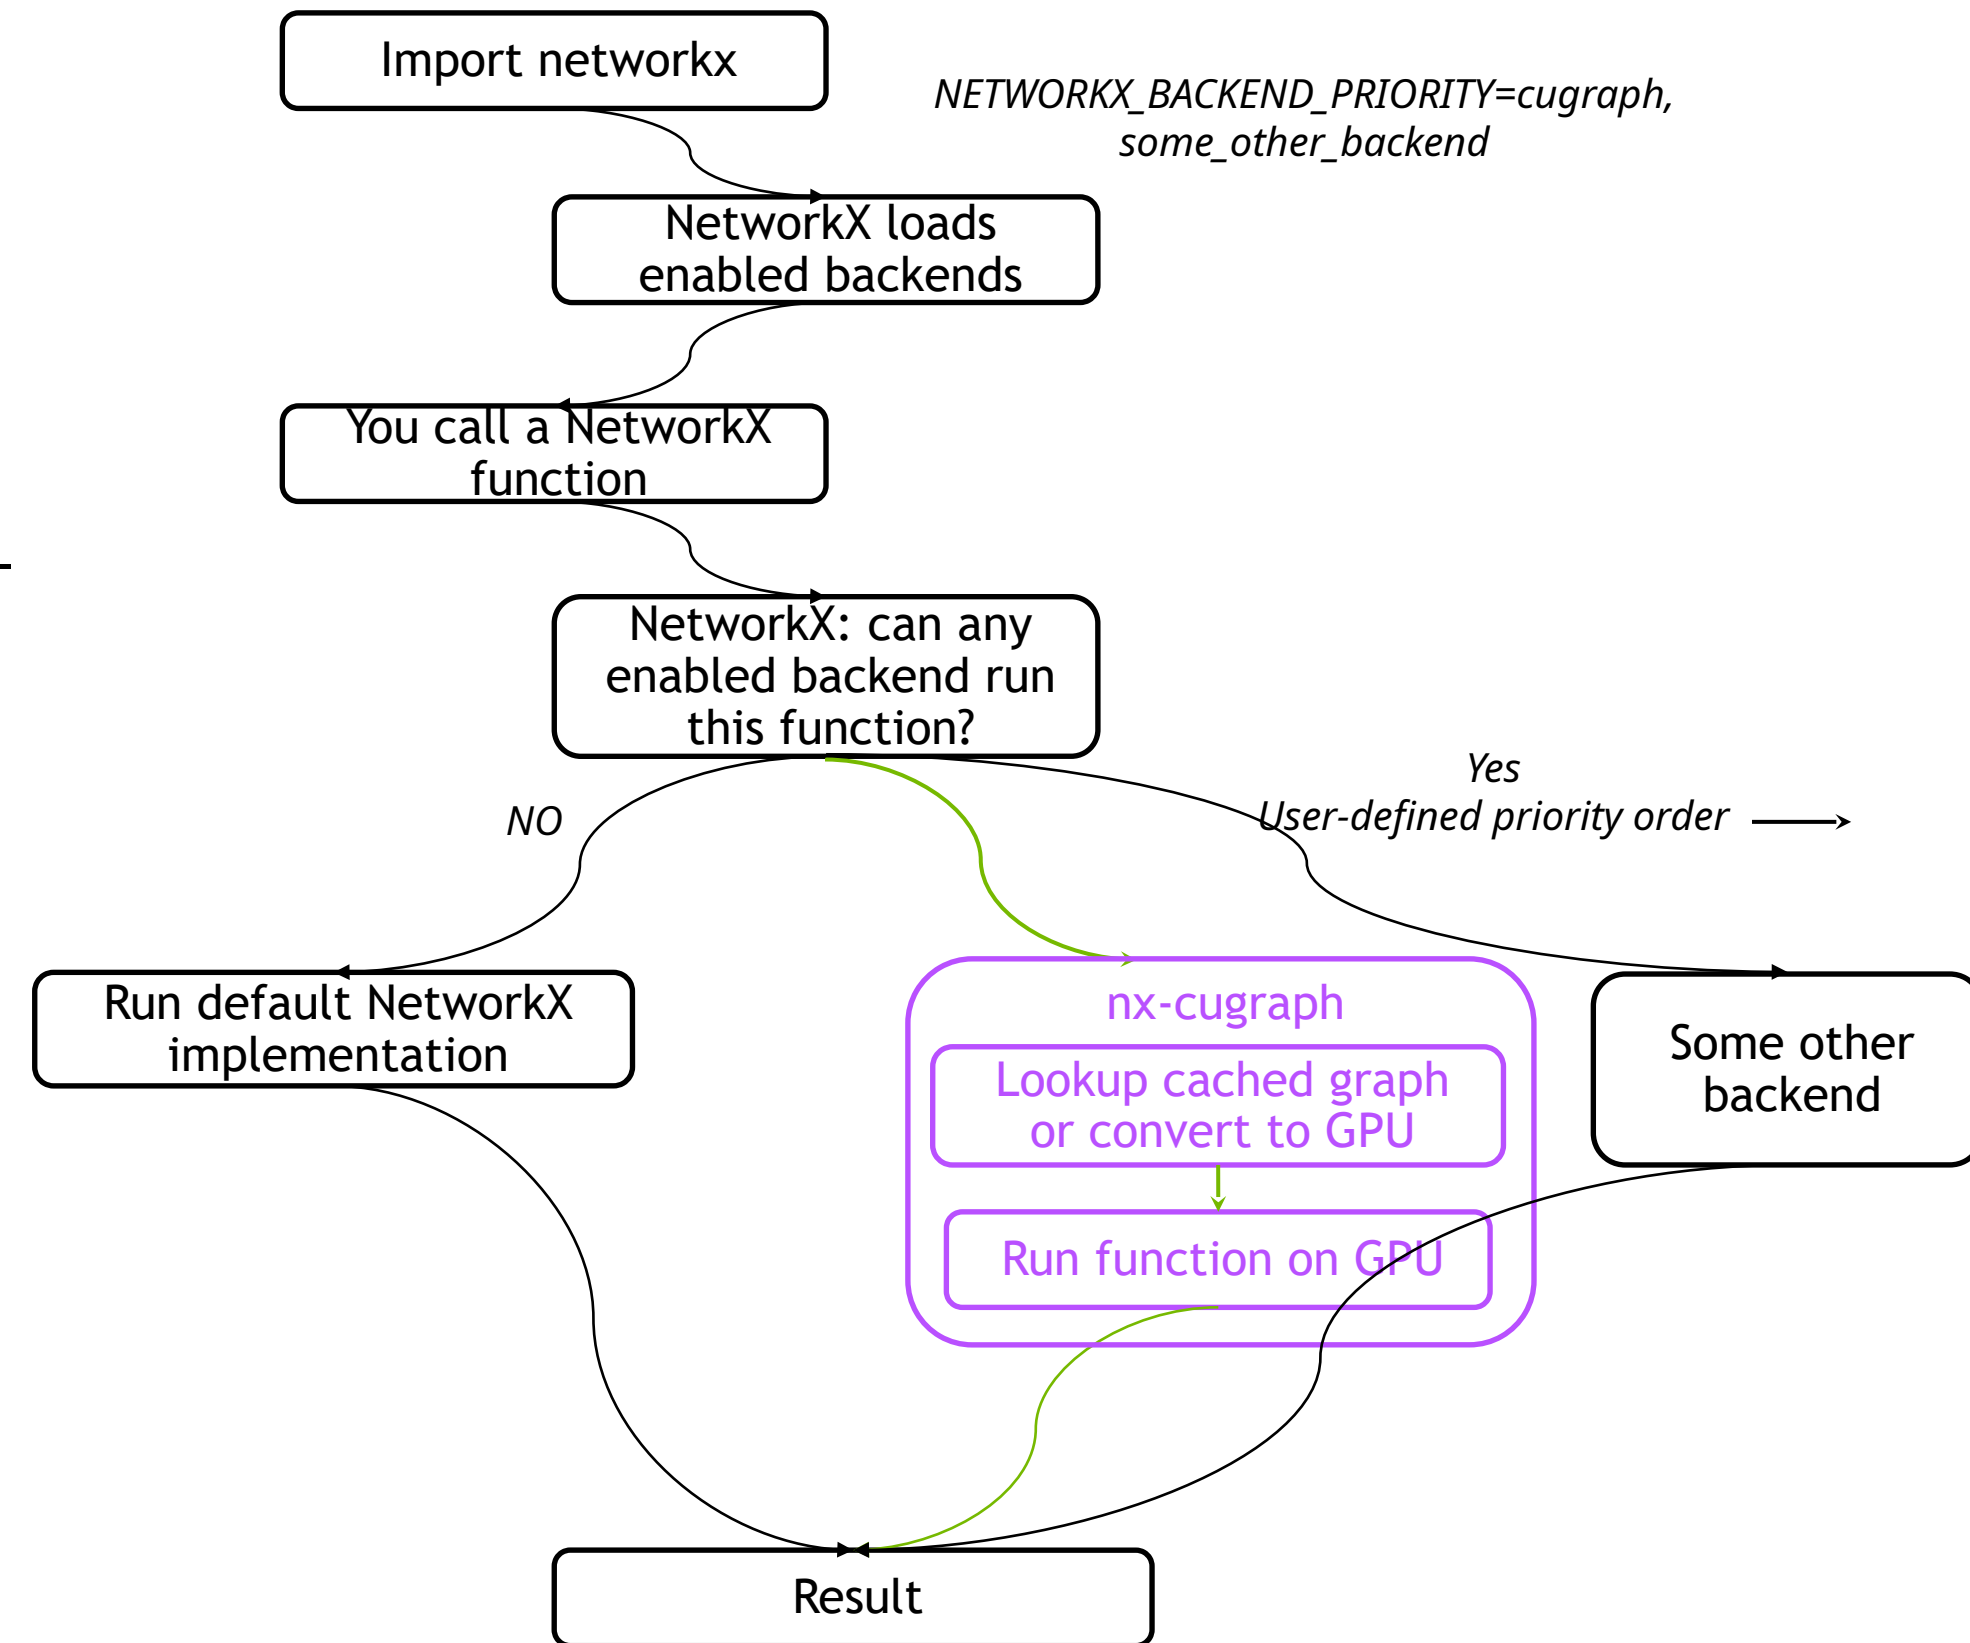 Import networkx
NETWORKX_BACKEND_PRIORITY=cugraph,
some_other_backend
NetworkX loads
enabled backends
You call a NetworkX
function
NetworkX: can any
enabled backend run
this function?
NO
Yes
User-defined priority order
Run default NetworkX
implementation
nx-cugraph
Lookup cached graph
or convert to GPU
Run function on GPU
Some other
backend
Result